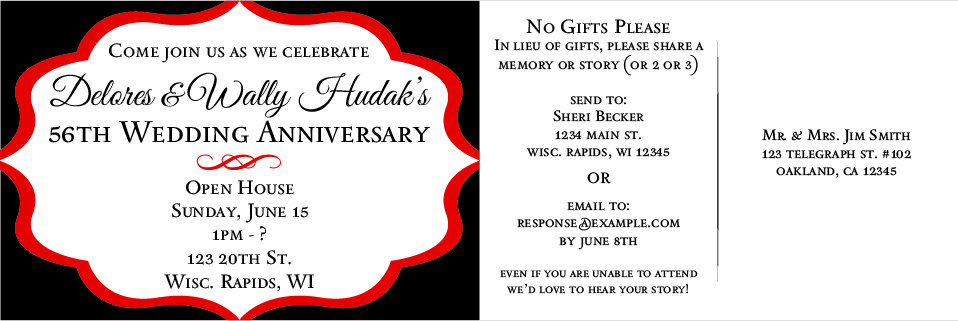 Come join us as we celebrate
Delores & Wally Hudak's
56th Wedding Anniversary
Open House
Sunday, June 15
1pm - ?
123 20th St.
Wisc. Rapids, WI
No Gifts Please
In lieu of gifts, please share a
memory or story (or 2 or 3)
send to:
Sheri Becker
1234 main st.
wisc. rapids, wi 12345
or
email to:
response@example.com
by june 8th
even if you are unable to attend
we'd love to hear your story!
Mr. & Mrs. Jim Smith
123 telegraph st. #102
oakland, ca 12345